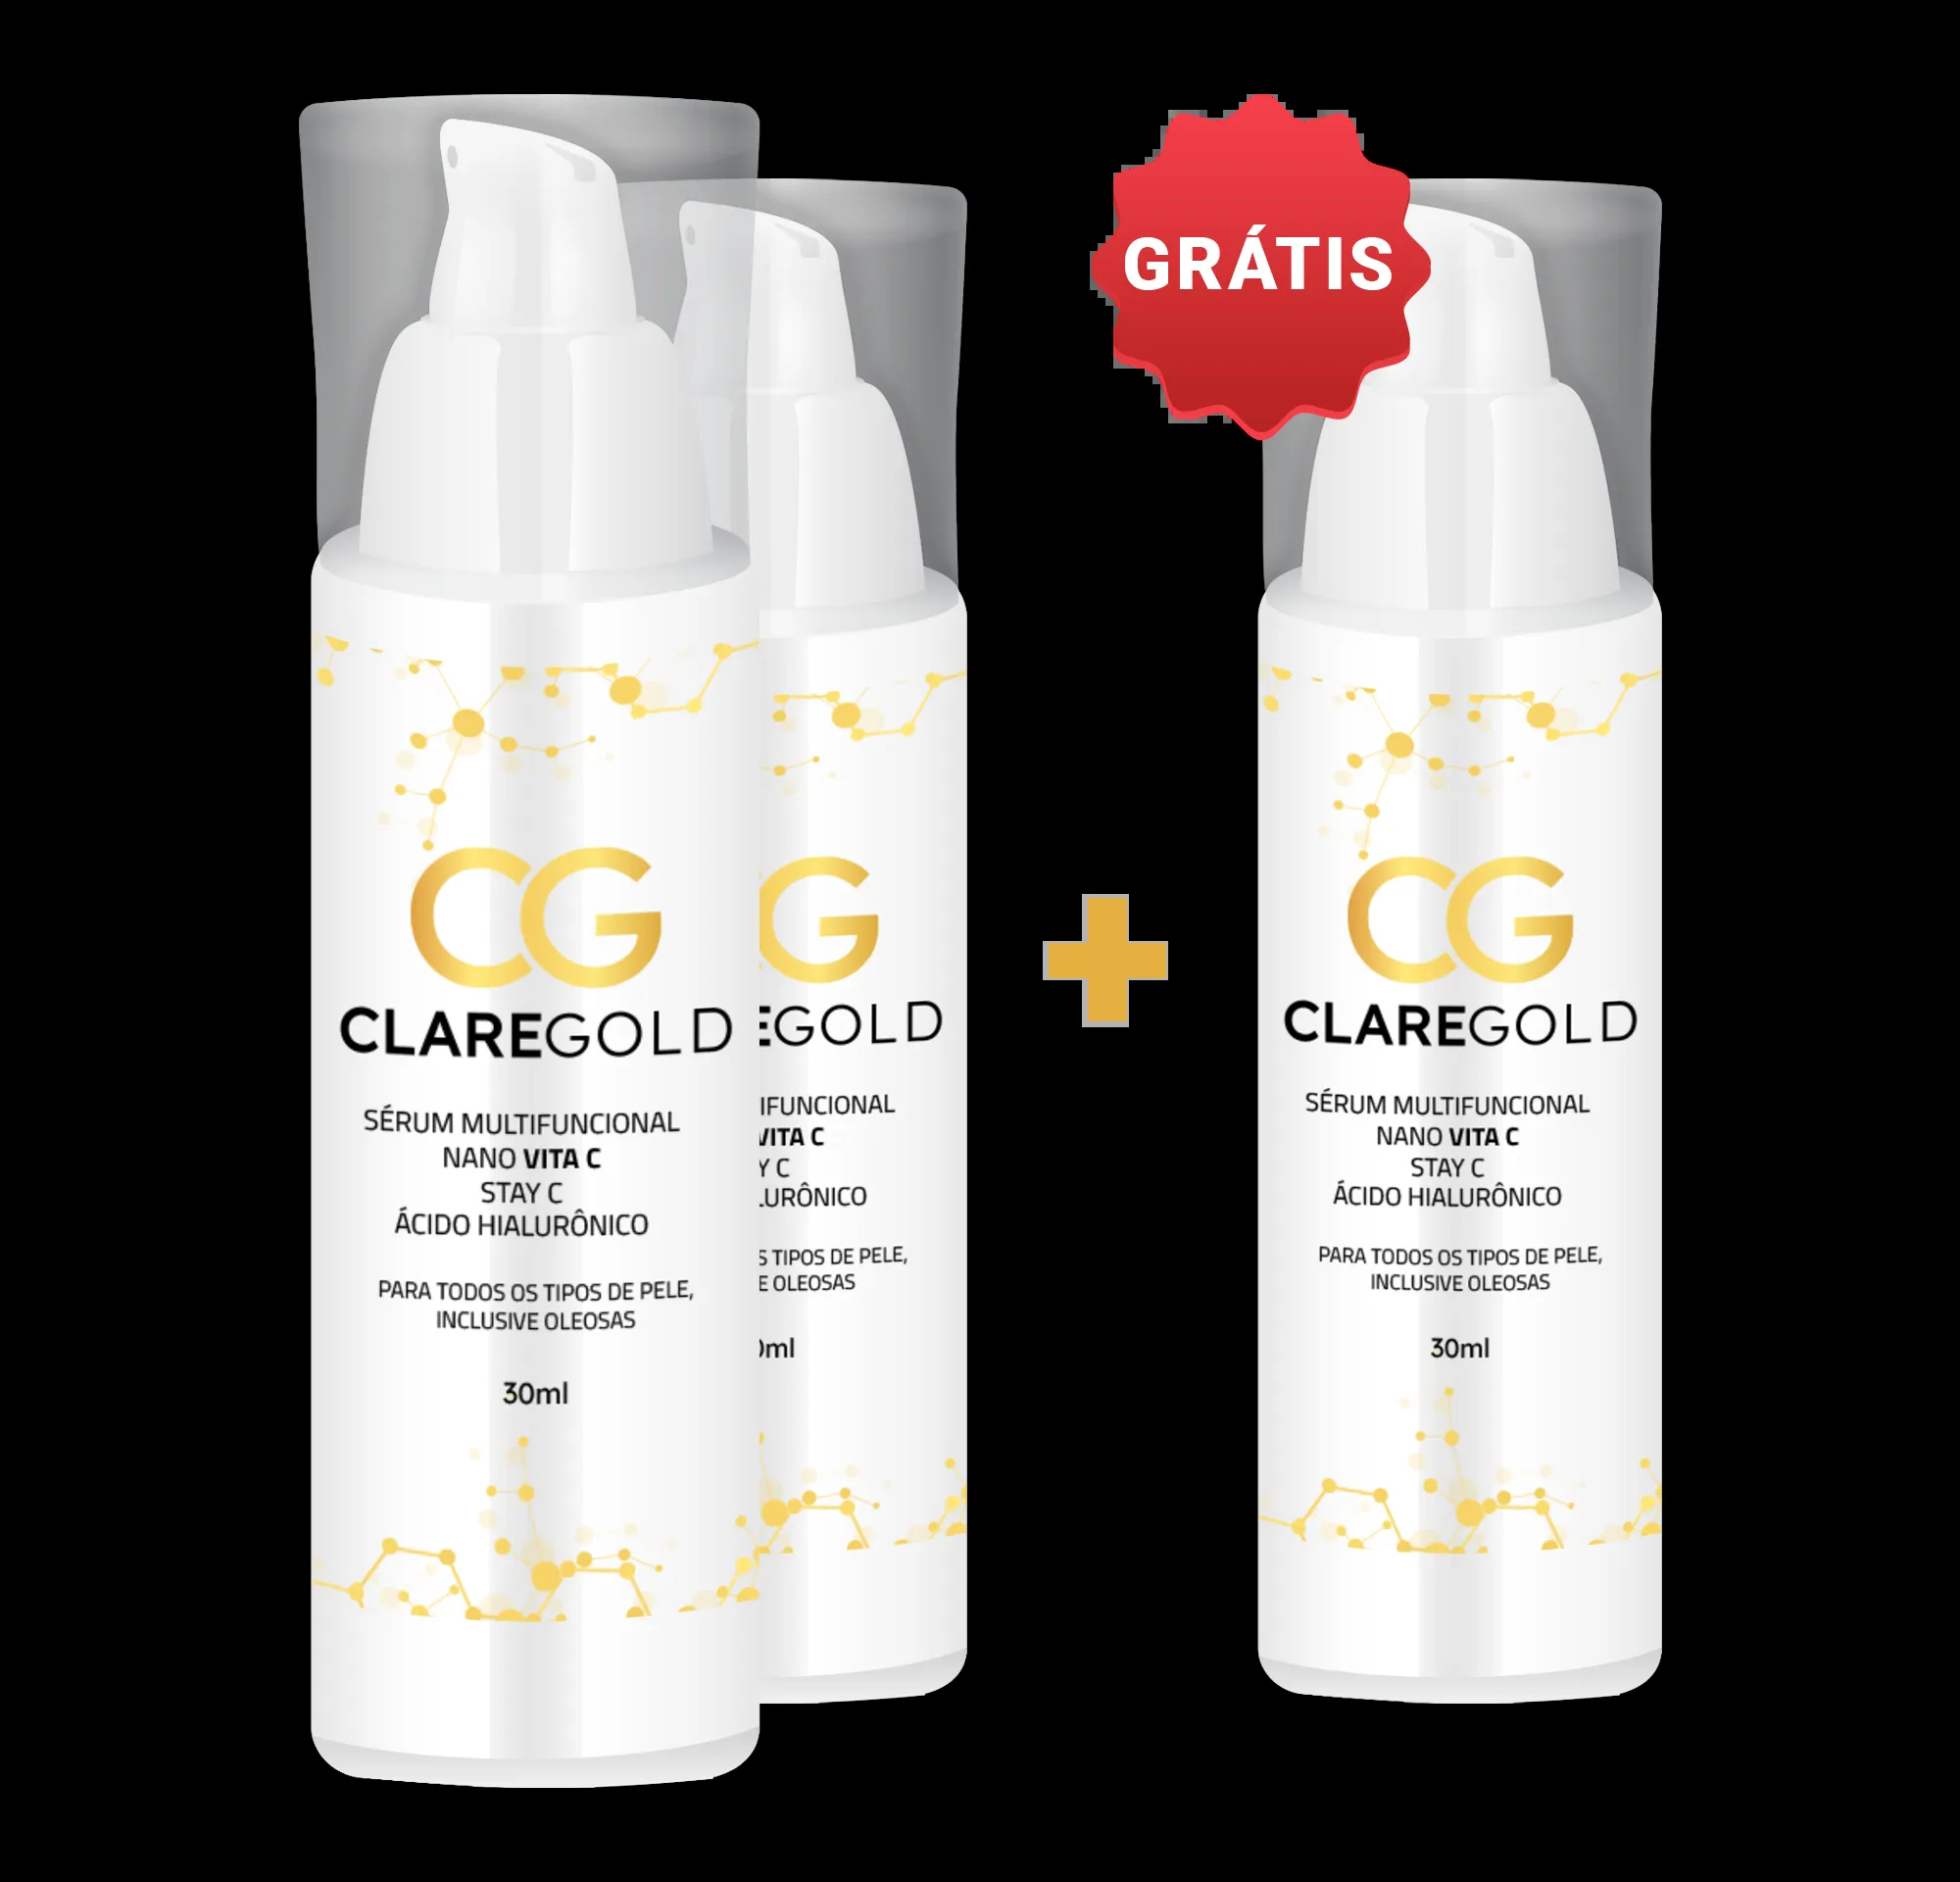 CG
CLAREGOLD
SÉRUM MULTIFUNCIONAL
NANO VITA C
STAY C
ÁCIDO HIALURÔNICO
PARA TODOS OS TIPOS DE PELE,
INCLUSIVE OLEOSAS
30ml
G
EGOLD
IFUNCIONAL
VITA C
Y C
LURÔNICO
S TIPOS DE PELE,
E OLEOSAS
0ml
GRÁTIS
CG
CLAREGOLD
SÉRUM MULTIFUNCIONAL
NANO VITA C
STAY C
ÁCIDO HIALURÔNICO
PARA TODOS OS TIPOS DE PELE,
INCLUSIVE OLEOSAS
30ml